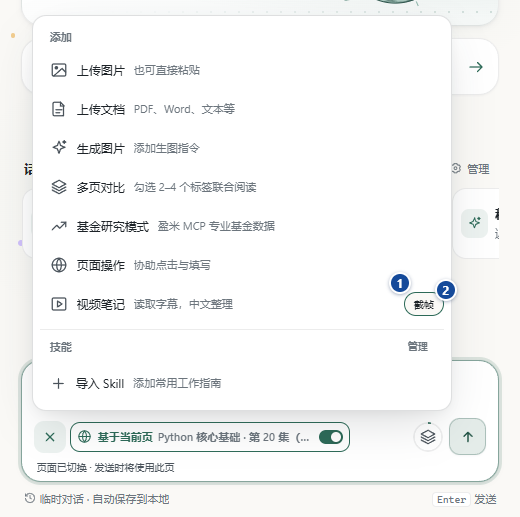 添加
上传图片 也可直接粘贴
上传文档 PDF、Word、文本等
生成图片 添加生图指令
多页对比 勾选 2–4 个标签联合阅读
管理
基金研究模式 盈米 MCP 专业基金数据
页面操作 协助点击与填写
1 2
视频笔记 读取字幕，中文整理 截帧
技能 管理
导入 Skill 添加常用工作指南
基于当前页 Python 核心基础 · 第 20 集（...
页面已切换 · 发送时将使用此页
临时对话 · 自动保存到本地 Enter 发送